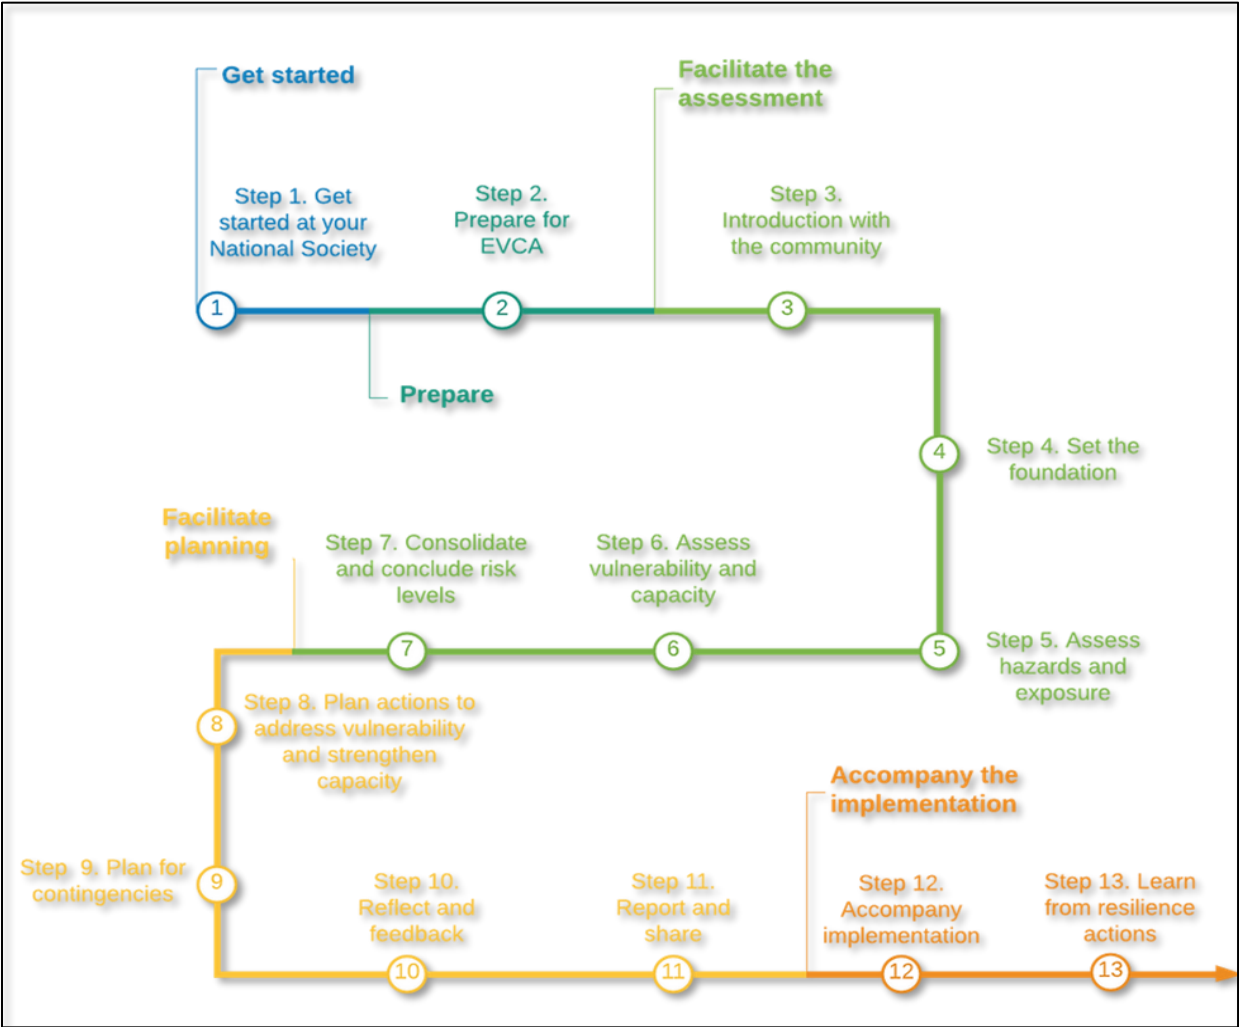 Get started
Facilitate the
assessment
Step 1. Get
started at your
National Society
Step 2.
Prepare for
EVCA
Step 3.
Introduction with
the community
1
2
3
Prepare
4
Step 4. Set the
foundation
Facilitate
planning
Step 7. Consolidate
and conclude risk
levels
Step 6. Assess
vulnerability and
capacity
7
6
5
Step 5. Assess
hazards and
exposure
8
Step 8. Plan actions to
address vulnerability
and strengthen
capacity
Accompany the
implementation
Step  9. Plan for
contingencies
9
Step 10.
Reflect and
feedback
Step 11.
Report and
share
Step 12.
Accompany
implementation
Step 13. Learn
from resilience
actions
10
11
12
13